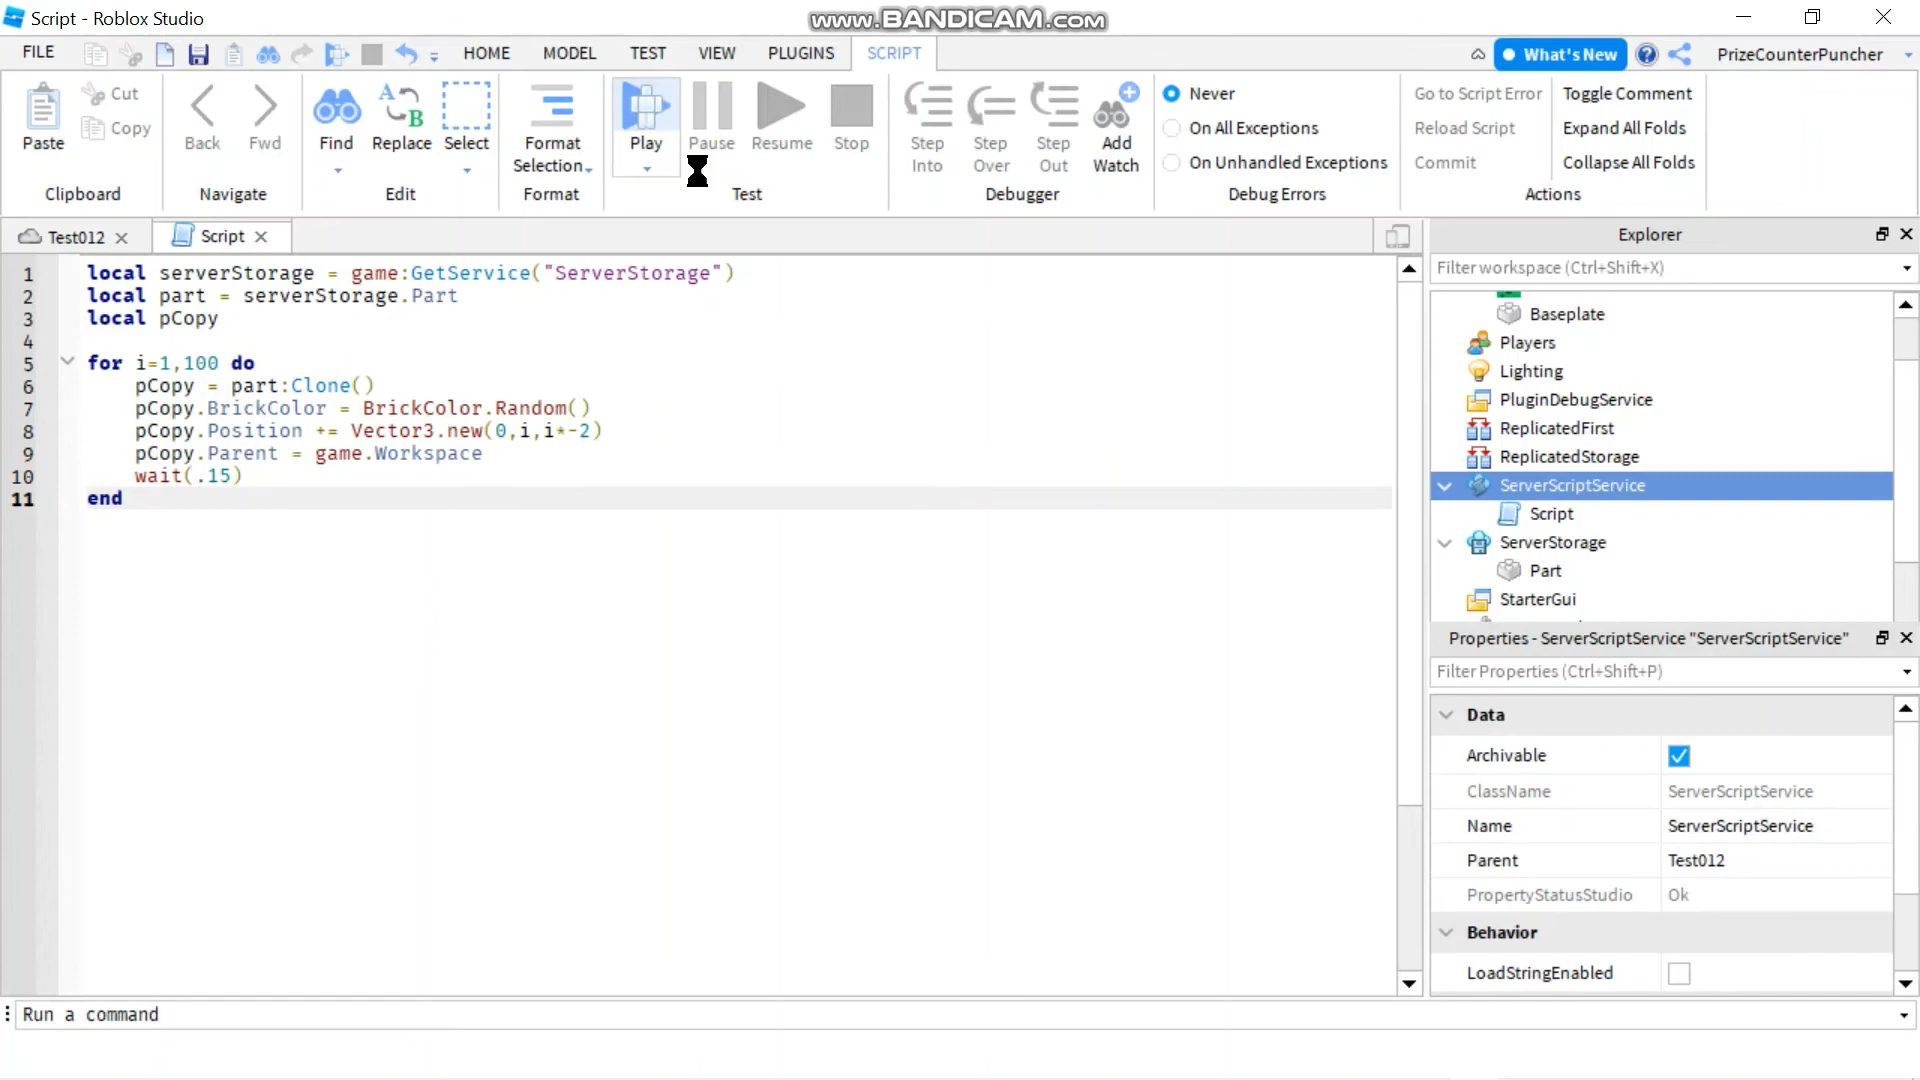 Script - Roblox Studio
www.BANDICAM.com
FILE
HOME
MODEL
TEST
VIEW
PLUGINS
SCRIPT
What's New
PrizeCounterPuncher
Paste
Cut
Copy
Clipboard
Back
Fwd
Navigate
Find
Replace
Select
Edit
Format
Selection
Format
Play
Pause
Resume
Stop
Test
Step
Into
Step
Over
Step
Out
Add
Watch
Debugger
Never
On All Exceptions
On Unhandled Exceptions
Debug Errors
Go to Script Error
Reload Script
Commit
Toggle Comment
Expand All Folds
Collapse All Folds
Actions
Test012
Script
1 local serverStorage = game:GetService("ServerStorage")
2 local part = serverStorage.Part
3 local pCopy
4
5 for i=1,100 do
6 pCopy = part:Clone()
7 pCopy.BrickColor = BrickColor.Random()
8 pCopy.Position += Vector3.new(0,i,i*-2)
9 pCopy.Parent = game.Workspace
10 wait(.15)
11 end
Explorer
Filter workspace (Ctrl+Shift+X)
Baseplate
Players
Lighting
PluginDebugService
ReplicatedFirst
ReplicatedStorage
ServerScriptService
Script
ServerStorage
Part
StarterGui
Properties - ServerScriptService "ServerScriptService"
Filter Properties (Ctrl+Shift+P)
Data
Archivable
ClassName ServerScriptService
Name ServerScriptService
Parent Test012
PropertyStatusStudio Ok
Behavior
LoadStringEnabled
Run a command